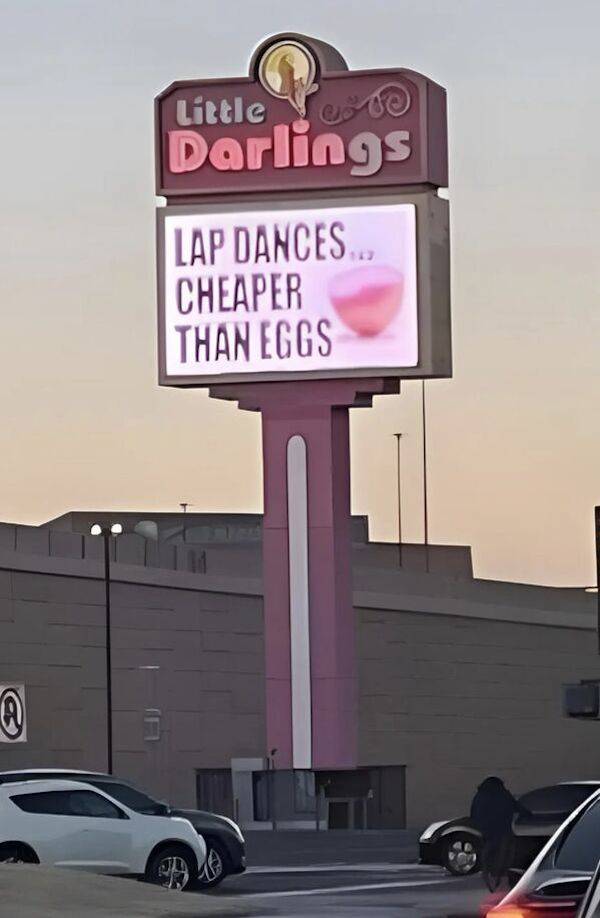 Little
Darlings
LAP DANCES...
CHEAPER
THAN EGGS